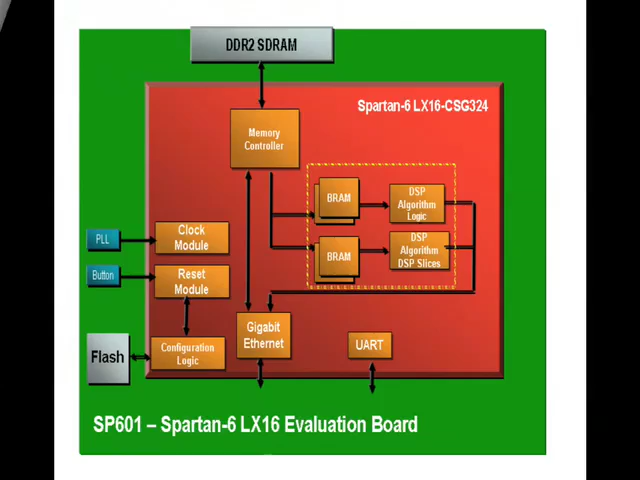 DDR2 SDRAM
Spartan-6 LX16-CSG324
Memory
Controller
BRAM
DSP
Algorithm
Logic
PLL
Clock
Module
BRAM
DSP
Algorithm
DSP Slices
Button
Reset
Module
Gigabit
Ethernet
UART
Flash
Configuration
Logic
SP601 – Spartan-6 LX16 Evaluation Board